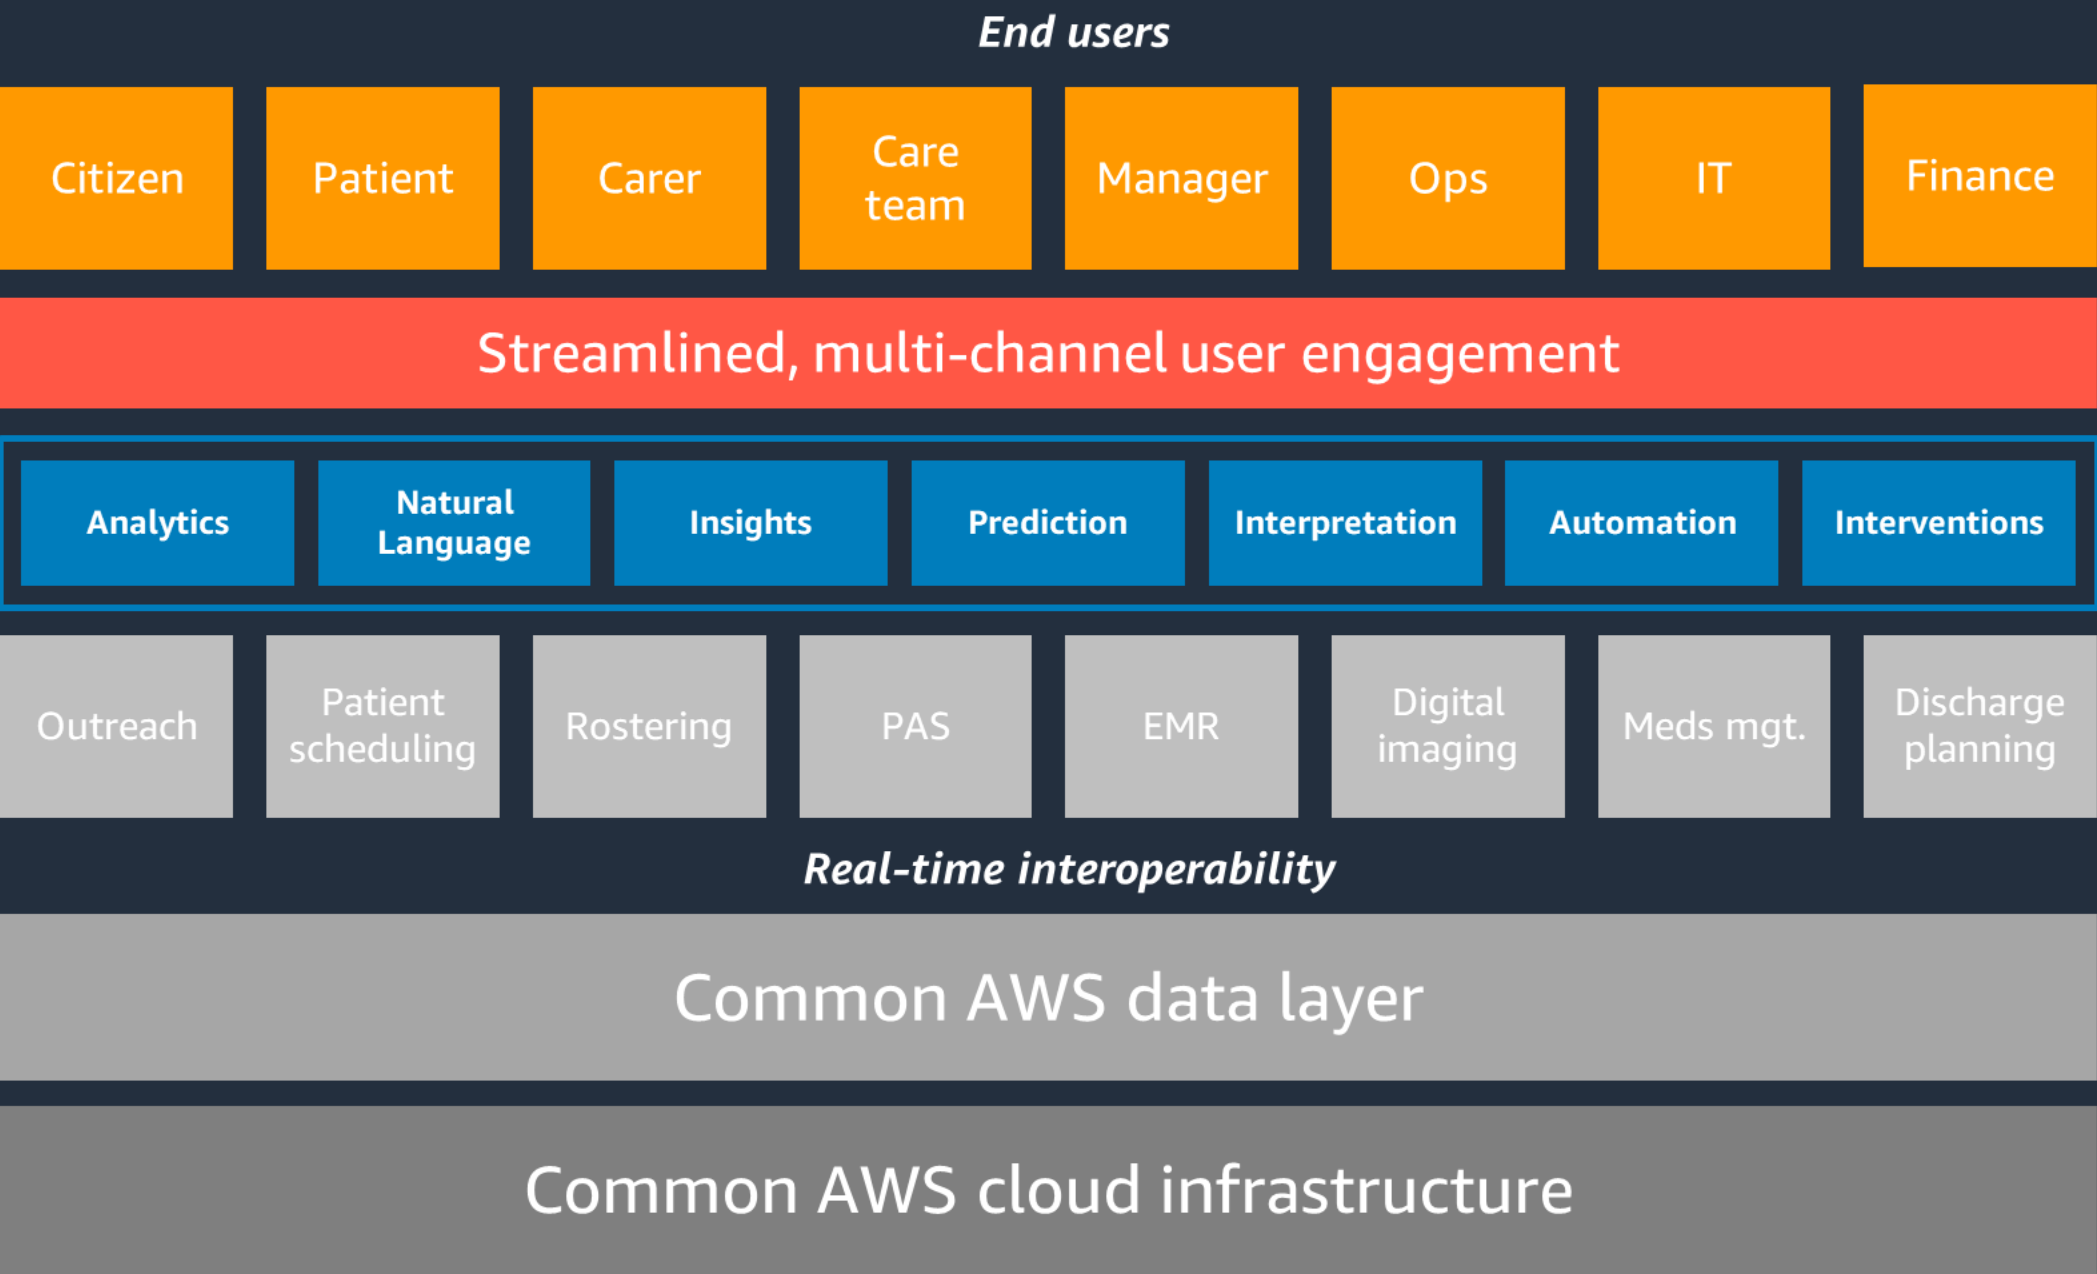 End users
Citizen
Patient
Carer
Care
team
Manager
Ops
IT
Finance
Streamlined, multi-channel user engagement
Analytics
Natural
Language
Insights
Prediction
Interpretation
Automation
Interventions
Outreach
Patient
scheduling
Rostering
PAS
EMR
Digital
imaging
Meds mgt.
Discharge
planning
Real-time interoperability
Common AWS data layer
Common AWS cloud infrastructure